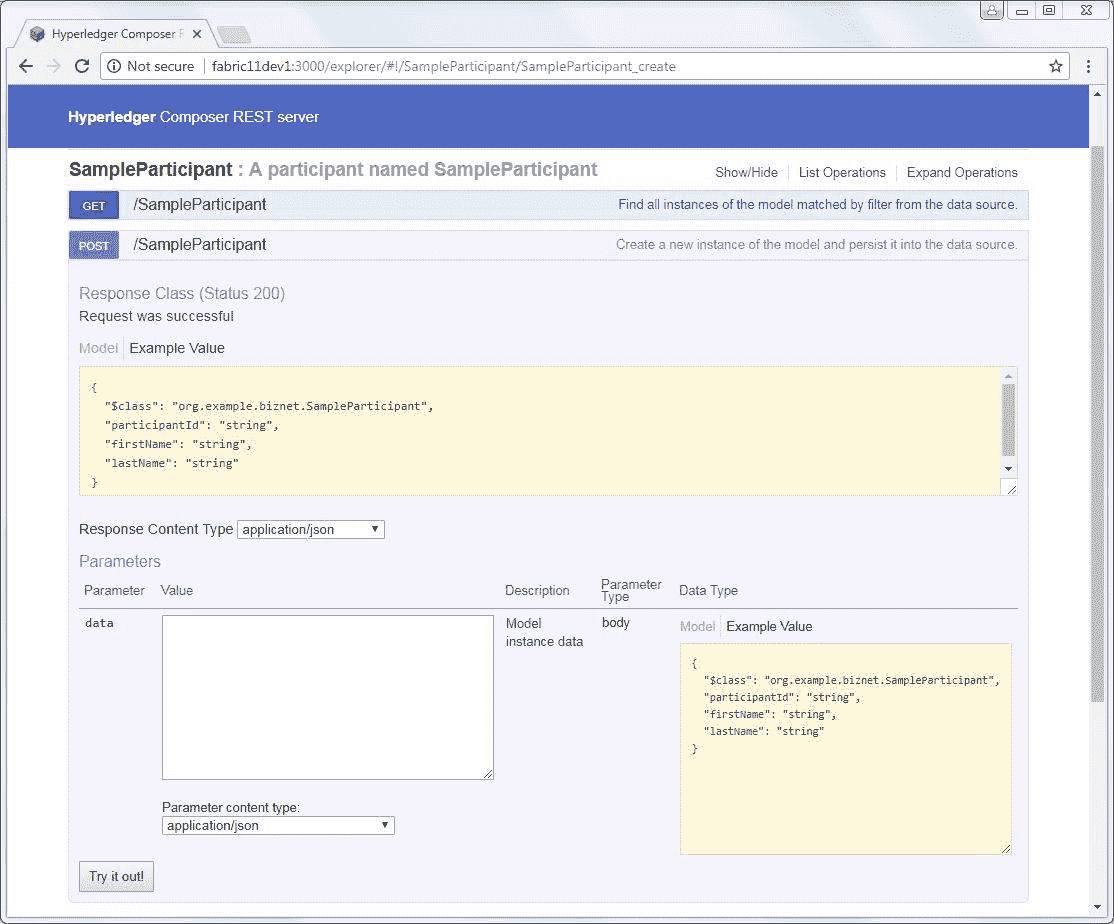 Hyperledger Composer R
Not secure
fabric11dev1:3000/explorer/#!/SampleParticipant/SampleParticipant_create
Hyperledger Composer REST server
SampleParticipant : A participant named SampleParticipant
Show/Hide
List Operations
Expand Operations
GET /SampleParticipant Find all instances of the model matched by filter from the data source.
POST /SampleParticipant Create a new instance of the model and persist it into the data source.
Response Class (Status 200)
Request was successful
Model Example Value
{
"$class": "org.example.biznet.SampleParticipant",
"participantId": "string",
"firstName": "string",
"lastName": "string"
}
Response Content Type application/json
Parameters
Parameter Value Description Parameter Type Data Type
data
Model instance data
body
Model Example Value
{
"$class": "org.example.biznet.SampleParticipant",
"participantId": "string",
"firstName": "string",
"lastName": "string"
}
Parameter content type:
application/json
Try it out!